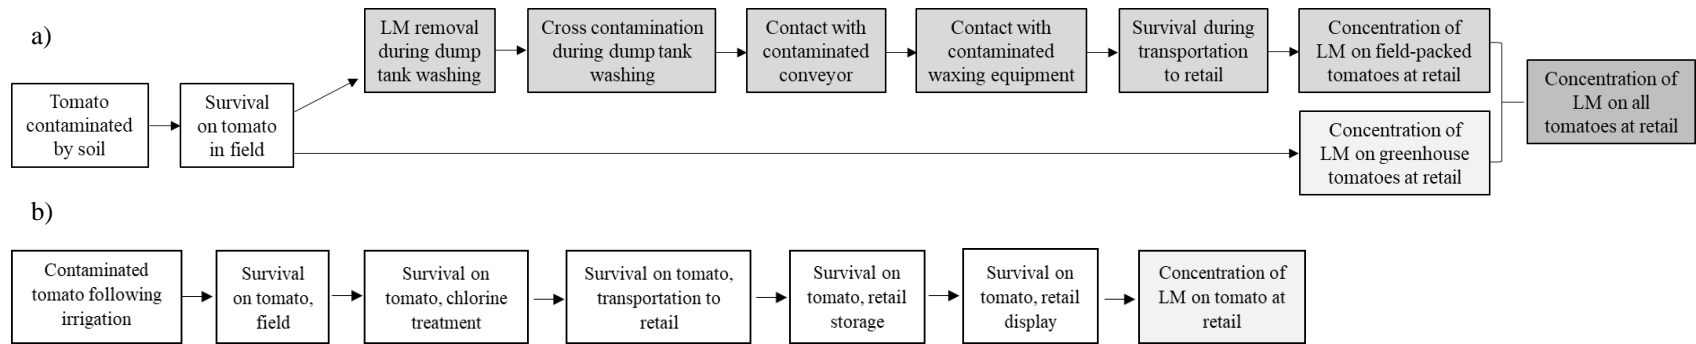 a)
Tomato
contaminated
by soil
Survival
on tomato
in field
LM removal
during dump
tank washing
Cross contamination
during dump tank
washing
Contact with
contaminated
conveyor
Contact with
contaminated
waxing equipment
Survival during
transportation
to retail
Concentration of
LM on field-packed
tomatoes at retail
Concentration of
LM on greenhouse
tomatoes at retail
Concentration of
LM on all
tomatoes at retail
b)
Contaminated
tomato following
irrigation
Survival
on tomato,
field
Survival on
tomato, chlorine
treatment
Survival on tomato,
transportation to
retail
Survival on
tomato, retail
storage
Survival on
tomato, retail
display
Concentration of
LM on tomato at
retail